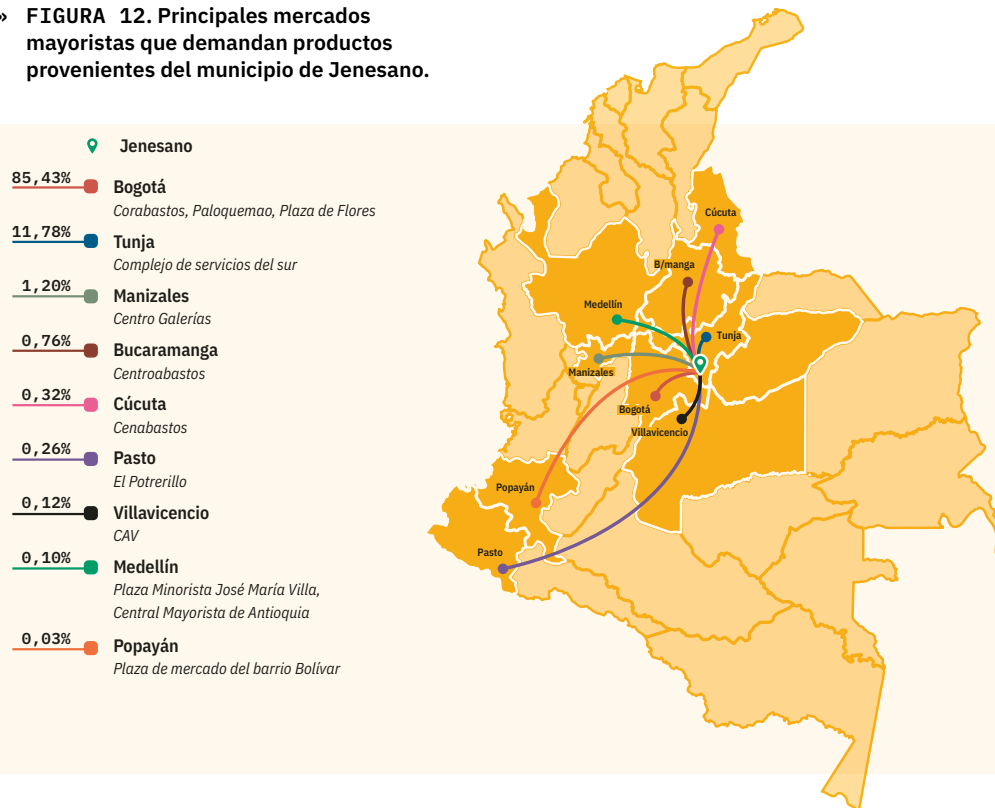 » FIGURA 12. Principales mercados
mayoristas que demandan productos
provenientes del municipio de Jenesano.
Jenesano
85,43% Bogotá
Corabastos, Paloquemao, Plaza de Flores
11,78% Tunja
Complejo de servicios del sur
1,20% Manizales
Centro Galerías
0,76% Bucaramanga
Centroabastos
0,32% Cúcuta
Cenabastos
0,26% Pasto
El Potrerillo
0,12% Villavicencio
CAV
0,10% Medellín
Plaza Minorista José María Villa,
Central Mayorista de Antioquia
0,03% Popayán
Plaza de mercado del barrio Bolívar
Cúcuta
B/manga
Medellín
Tunja
Manizales
Bogotá
Villavicencio
Popayán
Pasto